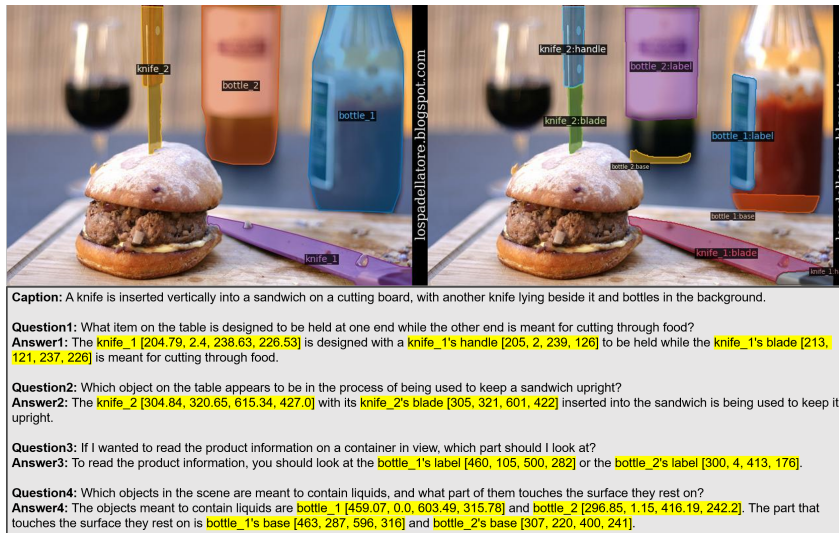 knife_2
bottle_2
bottle_1
knife_1
lospadellatore.blogspot.com
knife_2:handle
bottle_2:label
knife_2:blade
bottle_1:label
bottle_2:base
bottle_1:base
knife_1:blade
knife_1:h
Caption: A knife is inserted vertically into a sandwich on a cutting board, with another knife lying beside it and bottles in the background.
Question1: What item on the table is designed to be held at one end while the other end is meant for cutting through food?
Answer1: The knife_1 [204.79, 2.4, 238.63, 226.53] is designed with a knife_1's handle [205, 2, 239, 126] to be held while the knife_1's blade [213,
121, 237, 226] is meant for cutting through food.
Question2: Which object on the table appears to be in the process of being used to keep a sandwich upright?
Answer2: The knife_2 [304.84, 320.65, 615.34, 427.0] with its knife_2's blade [305, 321, 601, 422] inserted into the sandwich is being used to keep it
upright.
Question3: If I wanted to read the product information on a container in view, which part should I look at?
Answer3: To read the product information, you should look at the bottle_1's label [460, 105, 500, 282] or the bottle_2's label [300, 4, 413, 176].
Question4: Which objects in the scene are meant to contain liquids, and what part of them touches the surface they rest on?
Answer4: The objects meant to contain liquids are bottle_1 [459.07, 0.0, 603.49, 315.78] and bottle_2 [296.85, 1.15, 416.19, 242.2]. The part that
touches the surface they rest on is bottle_1's base [463, 287, 596, 316] and bottle_2's base [307, 220, 400, 241].